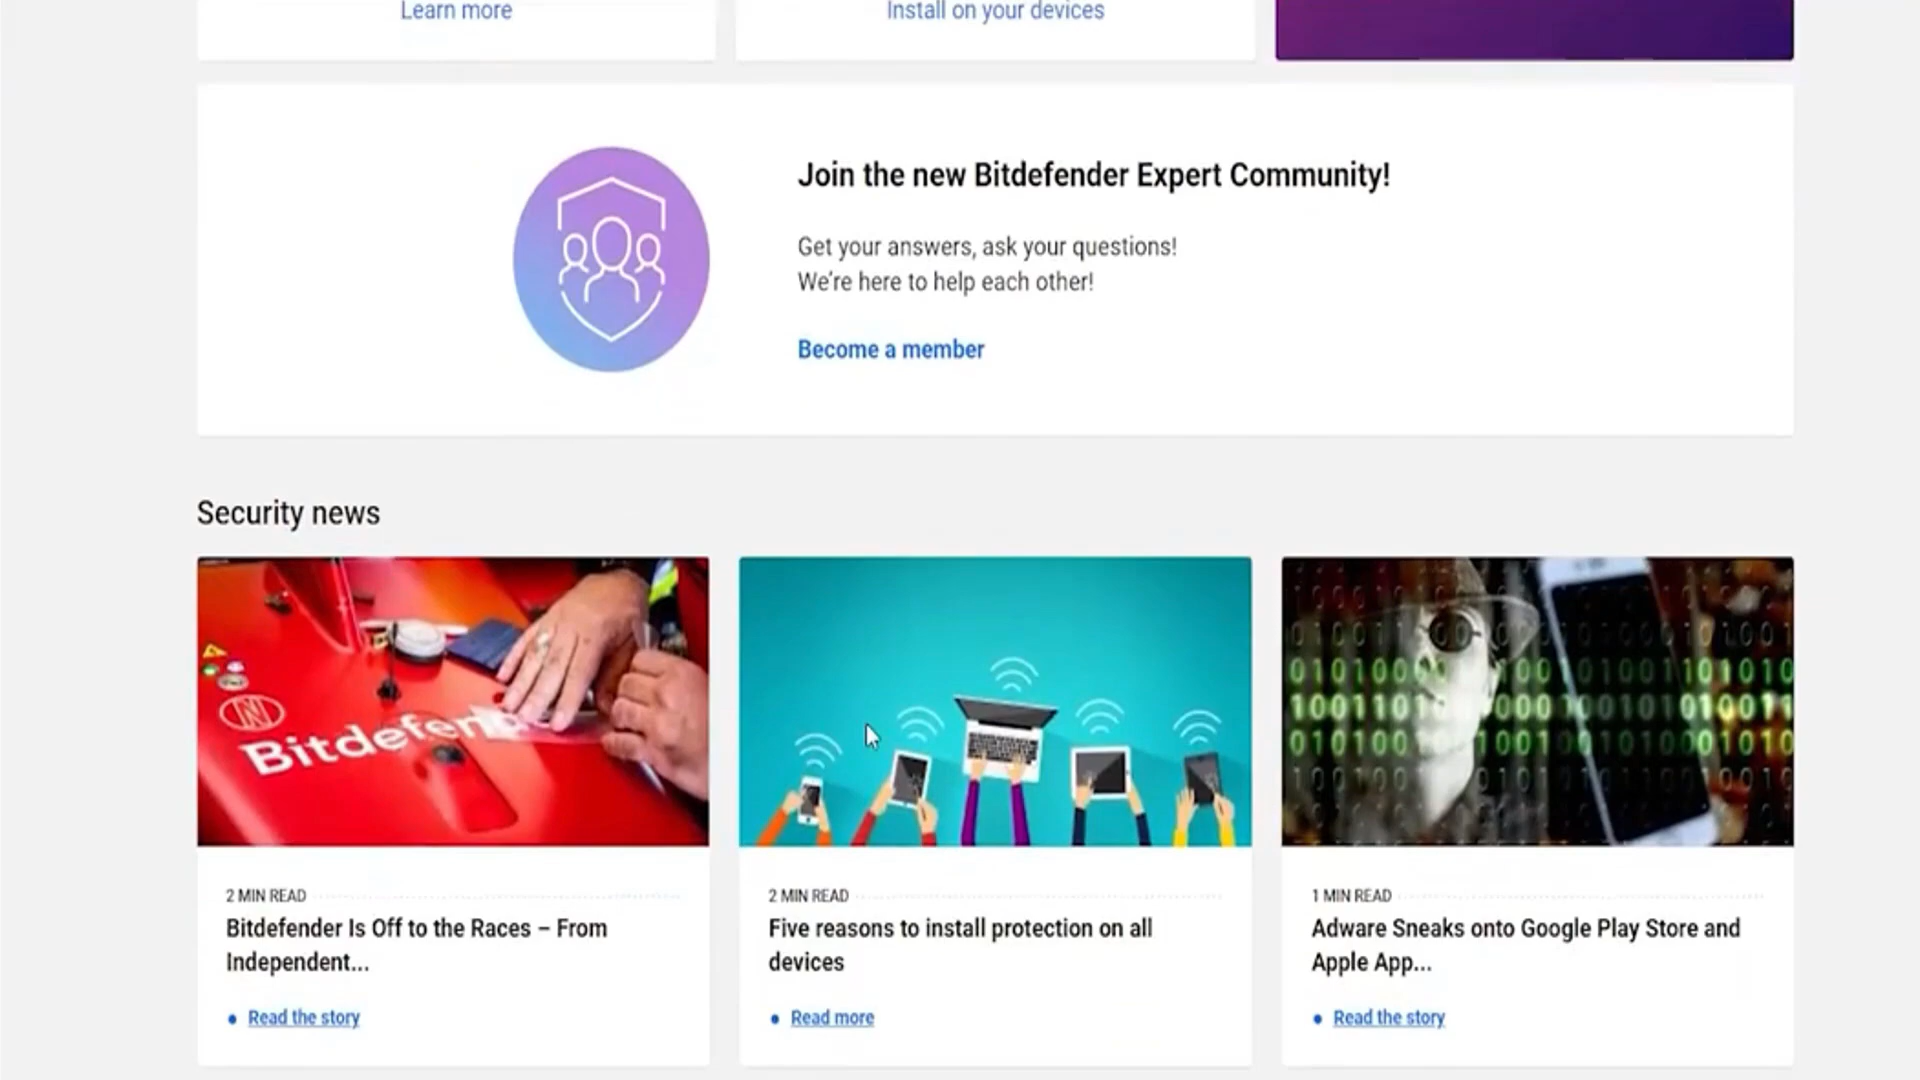 Learn more
Install on your devices
Join the new Bitdefender Expert Community!
Get your answers, ask your questions!
We're here to help each other!
Become a member
Security news
Bitdefen
2 MIN READ
Bitdefender Is Off to the Races – From
Independent...
Read the story
2 MIN READ
Five reasons to install protection on all
devices
Read more
1 MIN READ
Adware Sneaks onto Google Play Store and
Apple App...
Read the story